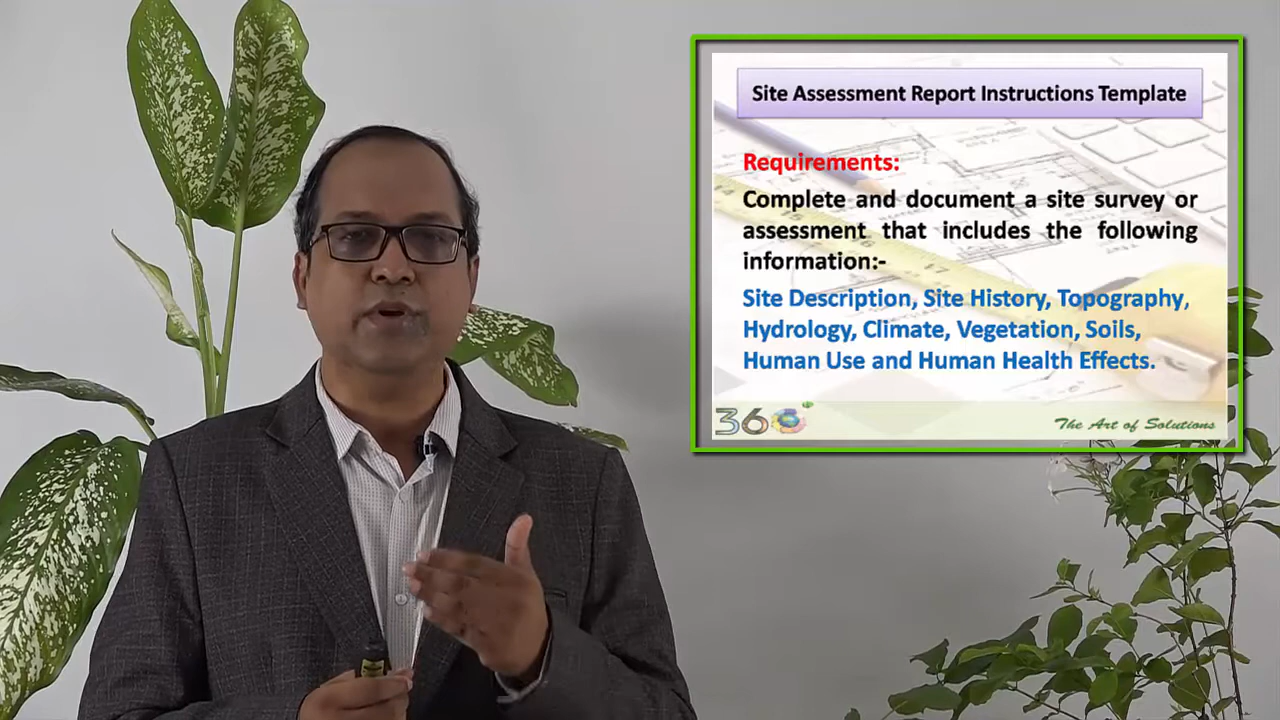 Site Assessment Report Instructions Template
Requirements:
Complete and document a site survey or
assessment that includes the following
information:-
Site Description, Site History, Topography,
Hydrology, Climate, Vegetation, Soils,
Human Use and Human Health Effects.
360
The Art of Solutions